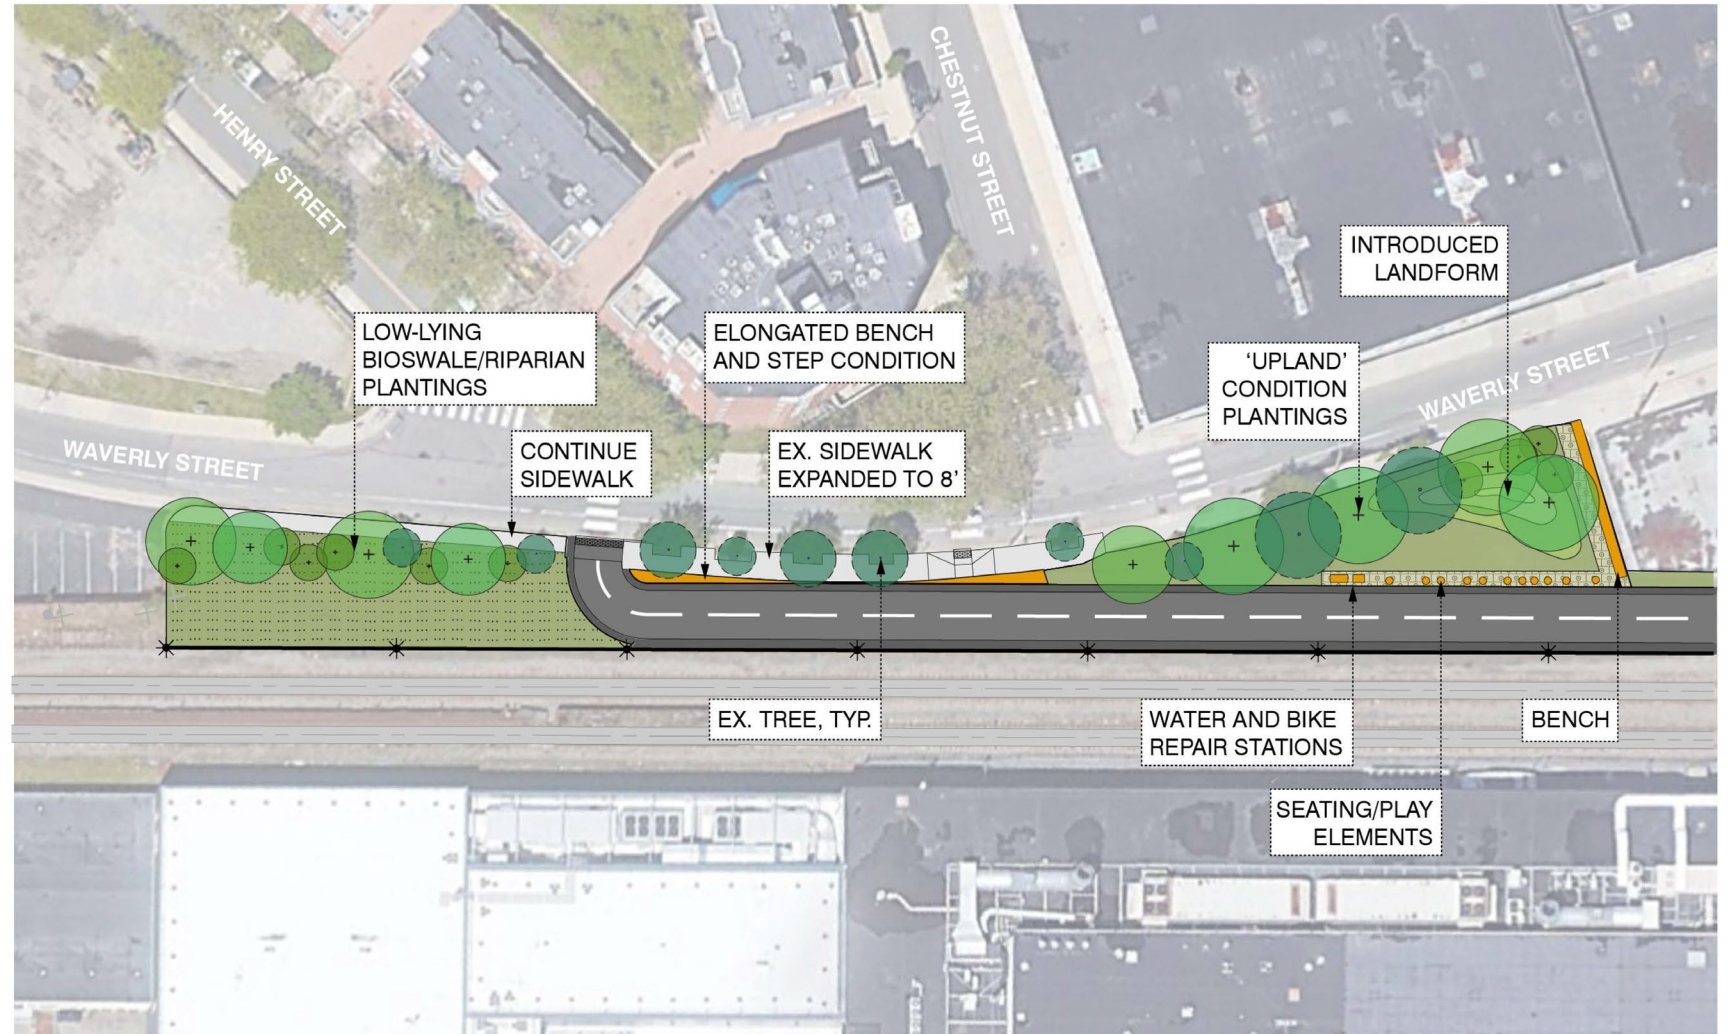 CHESTNUT STREET
HENRY STREET
INTRODUCED
LANDFORM
LOW-LYING
BIOSWALE/RIPARIAN
PLANTINGS
ELONGATED BENCH
AND STEP CONDITION
‘UPLAND’
CONDITION
PLANTINGS
WAVERLY STREET
WAVERLY STREET
CONTINUE
SIDEWALK
EX. SIDEWALK
EXPANDED TO 8’
EX. TREE, TYP.
WATER AND BIKE
REPAIR STATIONS
BENCH
SEATING/PLAY
ELEMENTS